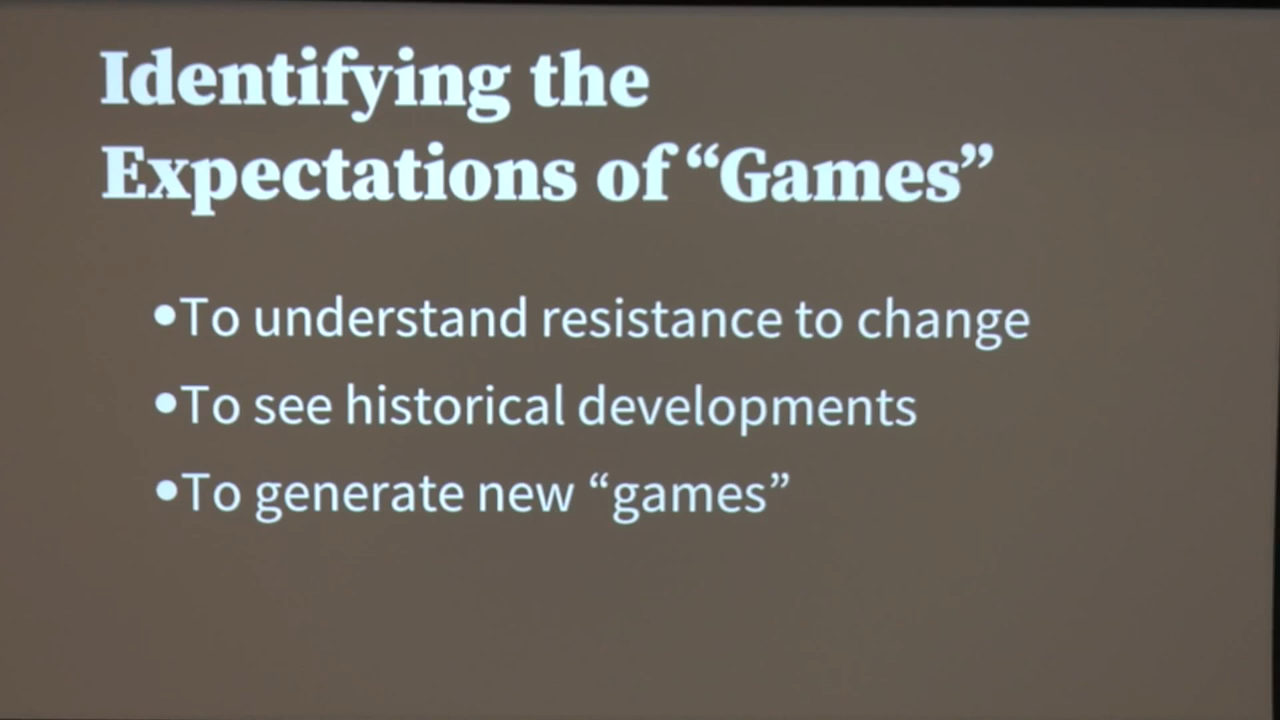 Identifying the
Expectations of “Games”
•To understand resistance to change
•To see historical developments
•To generate new “games”